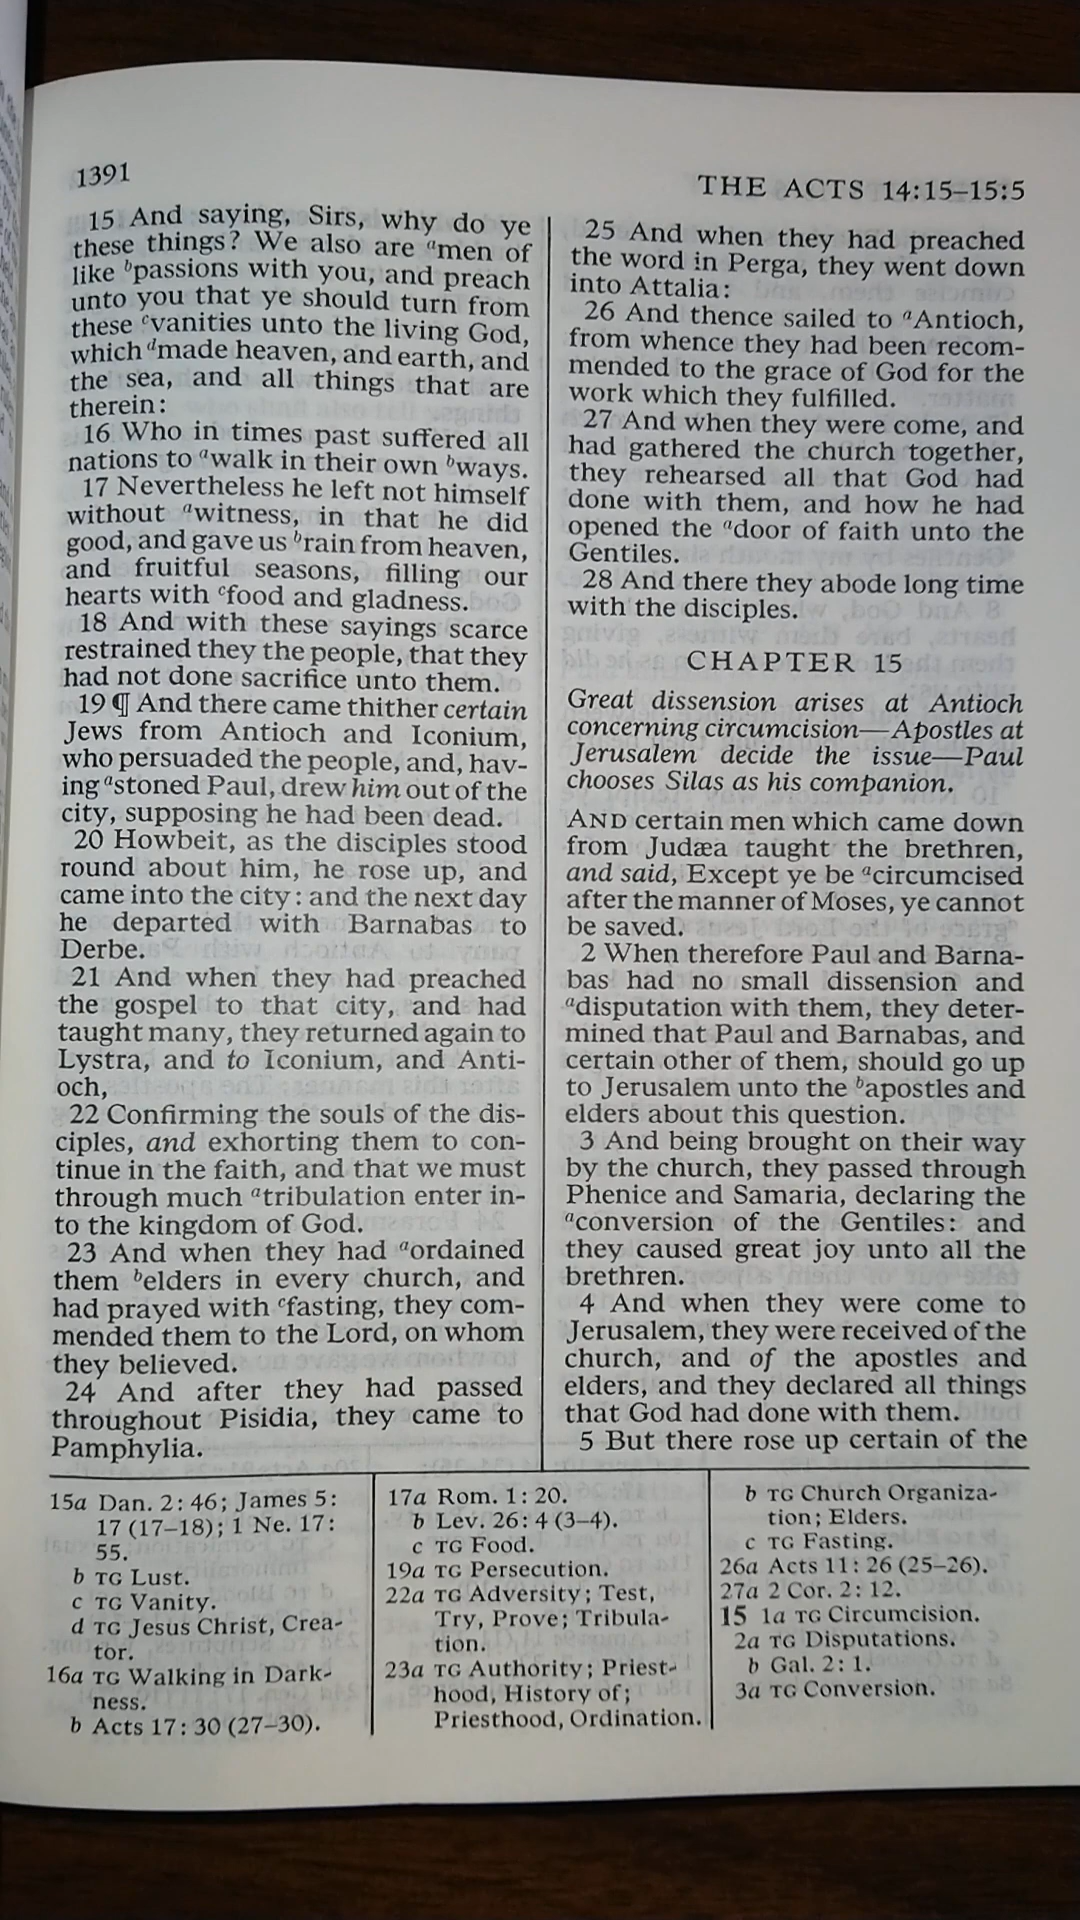 1391
THE ACTS 14:15–15:5
15 And saying, Sirs, why do ye
these things? We also are ᵃmen of
like ᵇpassions with you, and preach
unto you that ye should turn from
these ᶜvanities unto the living God,
which ᵈmade heaven, and earth, and
the sea, and all things that are
therein:
16 Who in times past suffered all
nations to ᵃwalk in their own ᵇways.
17 Nevertheless he left not himself
without ᵃwitness, in that he did
good, and gave us ᵇrain from heaven,
and fruitful seasons, filling our
hearts with ᶜfood and gladness.
18 And with these sayings scarce
restrained they the people, that they
had not done sacrifice unto them.
19 ¶ And there came thither certain
Jews from Antioch and Iconium,
who persuaded the people, and, hav-
ing ᵃstoned Paul, drew him out of the
city, supposing he had been dead.
20 Howbeit, as the disciples stood
round about him, he rose up, and
came into the city: and the next day
he departed with Barnabas to
Derbe.
21 And when they had preached
the gospel to that city, and had
taught many, they returned again to
Lystra, and to Iconium, and Anti-
och,
22 Confirming the souls of the dis-
ciples, and exhorting them to con-
tinue in the faith, and that we must
through much ᵃtribulation enter in-
to the kingdom of God.
23 And when they had ᵃordained
them ᵇelders in every church, and
had prayed with ᶜfasting, they com-
mended them to the Lord, on whom
they believed.
24 And after they had passed
throughout Pisidia, they came to
Pamphylia.
25 And when they had preached
the word in Perga, they went down
into Attalia:
26 And thence sailed to ᵃAntioch,
from whence they had been recom-
mended to the grace of God for the
work which they fulfilled.
27 And when they were come, and
had gathered the church together,
they rehearsed all that God had
done with them, and how he had
opened the ᵃdoor of faith unto the
Gentiles.
28 And there they abode long time
with the disciples.
CHAPTER 15
Great dissension arises at Antioch
concerning circumcision—Apostles at
Jerusalem decide the issue—Paul
chooses Silas as his companion.
AND certain men which came down
from Judæa taught the brethren,
and said, Except ye be ᵃcircumcised
after the manner of Moses, ye cannot
be saved.
2 When therefore Paul and Barna-
bas had no small dissension and
ᵃdisputation with them, they deter-
mined that Paul and Barnabas, and
certain other of them, should go up
to Jerusalem unto the ᵇapostles and
elders about this question.
3 And being brought on their way
by the church, they passed through
Phenice and Samaria, declaring the
ᵃconversion of the Gentiles: and
they caused great joy unto all the
brethren.
4 And when they were come to
Jerusalem, they were received of the
church, and of the apostles and
elders, and they declared all things
that God had done with them.
5 But there rose up certain of the
15a Dan. 2: 46; James 5:
17 (17–18); 1 Ne. 17:
55.
b TG Lust.
c TG Vanity.
d TG Jesus Christ, Crea-
tor.
16a TG Walking in Dark-
ness.
b Acts 17: 30 (27–30).
17a Rom. 1: 20.
b Lev. 26: 4 (3–4).
c TG Food.
19a TG Persecution.
22a TG Adversity; Test,
Try, Prove; Tribula-
tion.
23a TG Authority; Priest-
hood, History of;
Priesthood, Ordination.
b TG Church Organiza-
tion; Elders.
c TG Fasting.
26a Acts 11: 26 (25–26).
27a 2 Cor. 2: 12.
15 1a TG Circumcision.
2a TG Disputations.
b Gal. 2: 1.
3a TG Conversion.